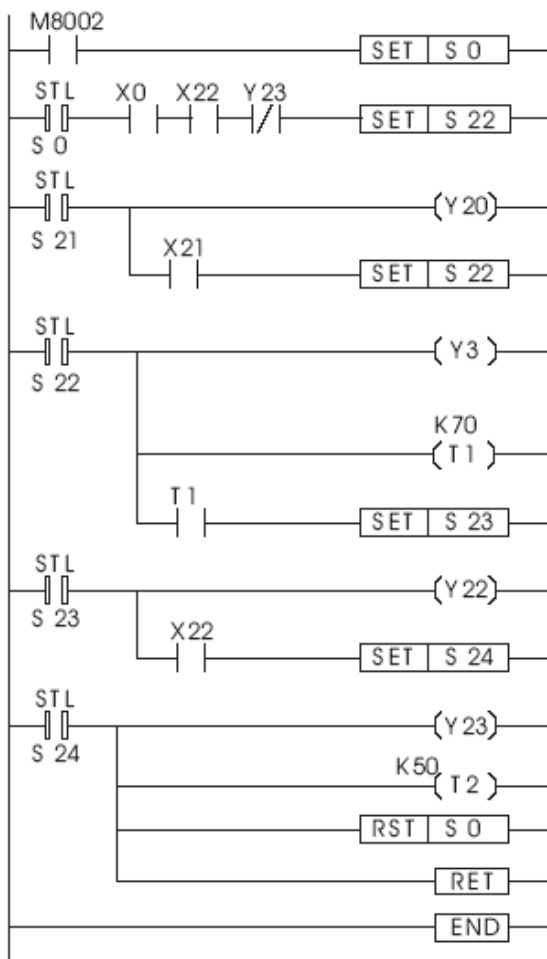 M8002
SET S 0
STL X0 X22 Y23
SET S 22
S 0
STL
Y20
S 21
X21
SET S 22
STL
Y3
S 22
K70
T1
T1
SET S 23
STL
Y22
S 23
X22
SET S 24
STL
Y23
S 24
K50
T2
RST S 0
RET
END